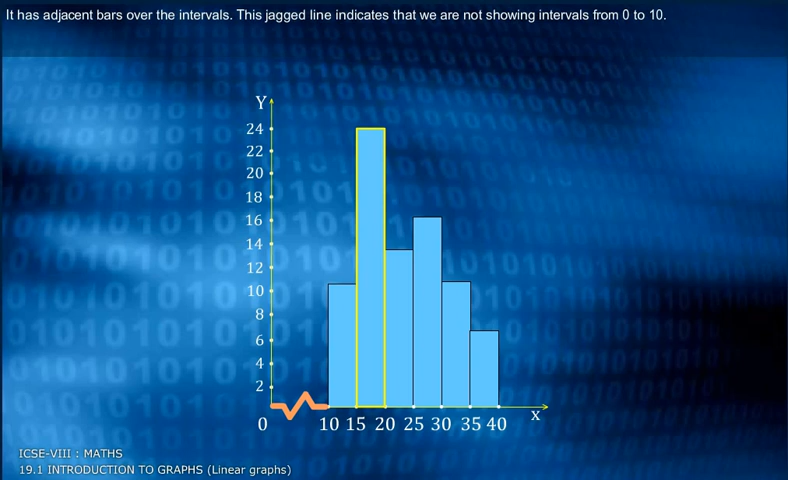 It has adjacent bars over the intervals. This jagged line indicates that we are not showing intervals from 0 to 10.
Y
24
22
20
18
16
14
12
10
8
6
4
2
0 10 15 20 25 30 35 40 x
ICSE-VIII : MATHS
19.1 INTRODUCTION TO GRAPHS (Linear graphs)